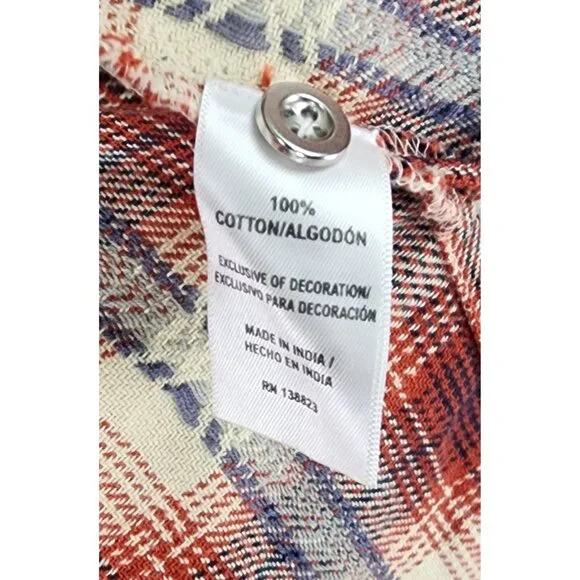 100%
COTTON/ALGODÓN
EXCLUSIVE OF DECORATION/
EXCLUSIVO PARA DECORACIÓN
MADE IN INDIA /
HECHO EN INDIA
RN 138823